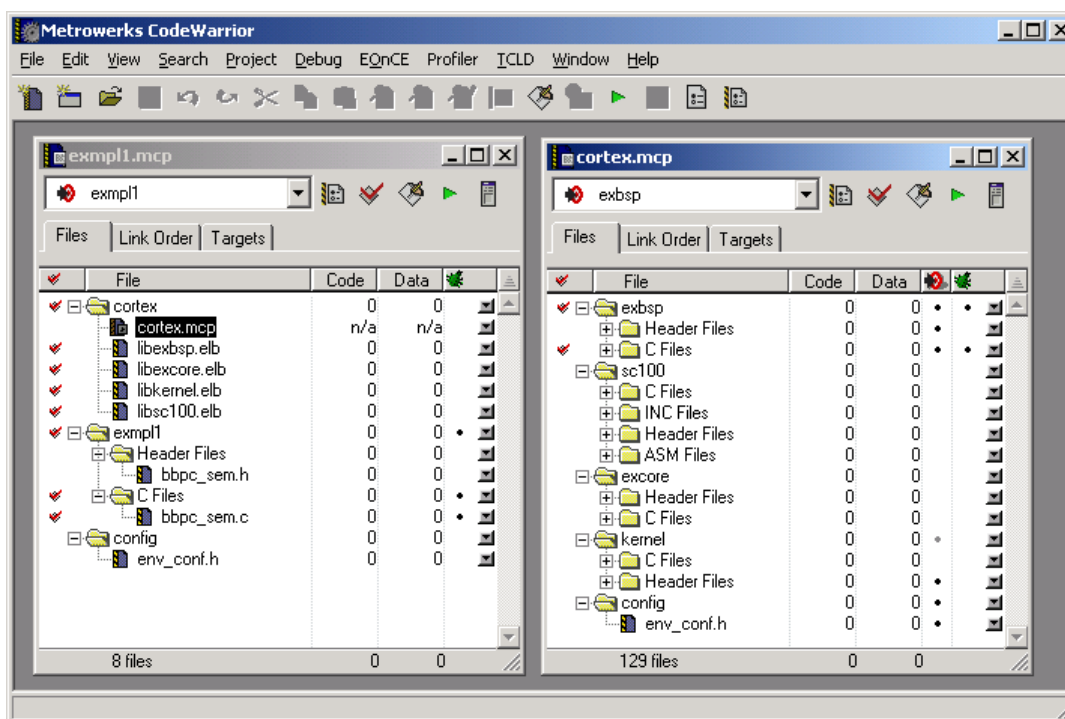 Metrowerks CodeWarrior
File Edit View Search Project Debug EOnCE Profiler TCLD Window Help
exmpl1.mcp
exmpl1
Files Link Order Targets
File Code Data
cortex 0 0
cortex.mcp n/a n/a
libexbsp.elb 0 0
libexcore.elb 0 0
libkernel.elb 0 0
libsc100.elb 0 0
exmpl1 0 0
Header Files 0 0
bbpc_sem.h 0 0
C Files 0 0
bbpc_sem.c 0 0
config 0 0
env_conf.h 0 0
8 files 0 0
cortex.mcp
exbsp
Files Link Order Targets
File Code Data
exbsp 0 0
Header Files 0 0
C Files 0 0
sc100 0 0
C Files 0 0
INC Files 0 0
Header Files 0 0
ASM Files 0 0
excore 0 0
Header Files 0 0
C Files 0 0
kernel 0 0
C Files 0 0
Header Files 0 0
config 0 0
env_conf.h 0 0
129 files 0 0